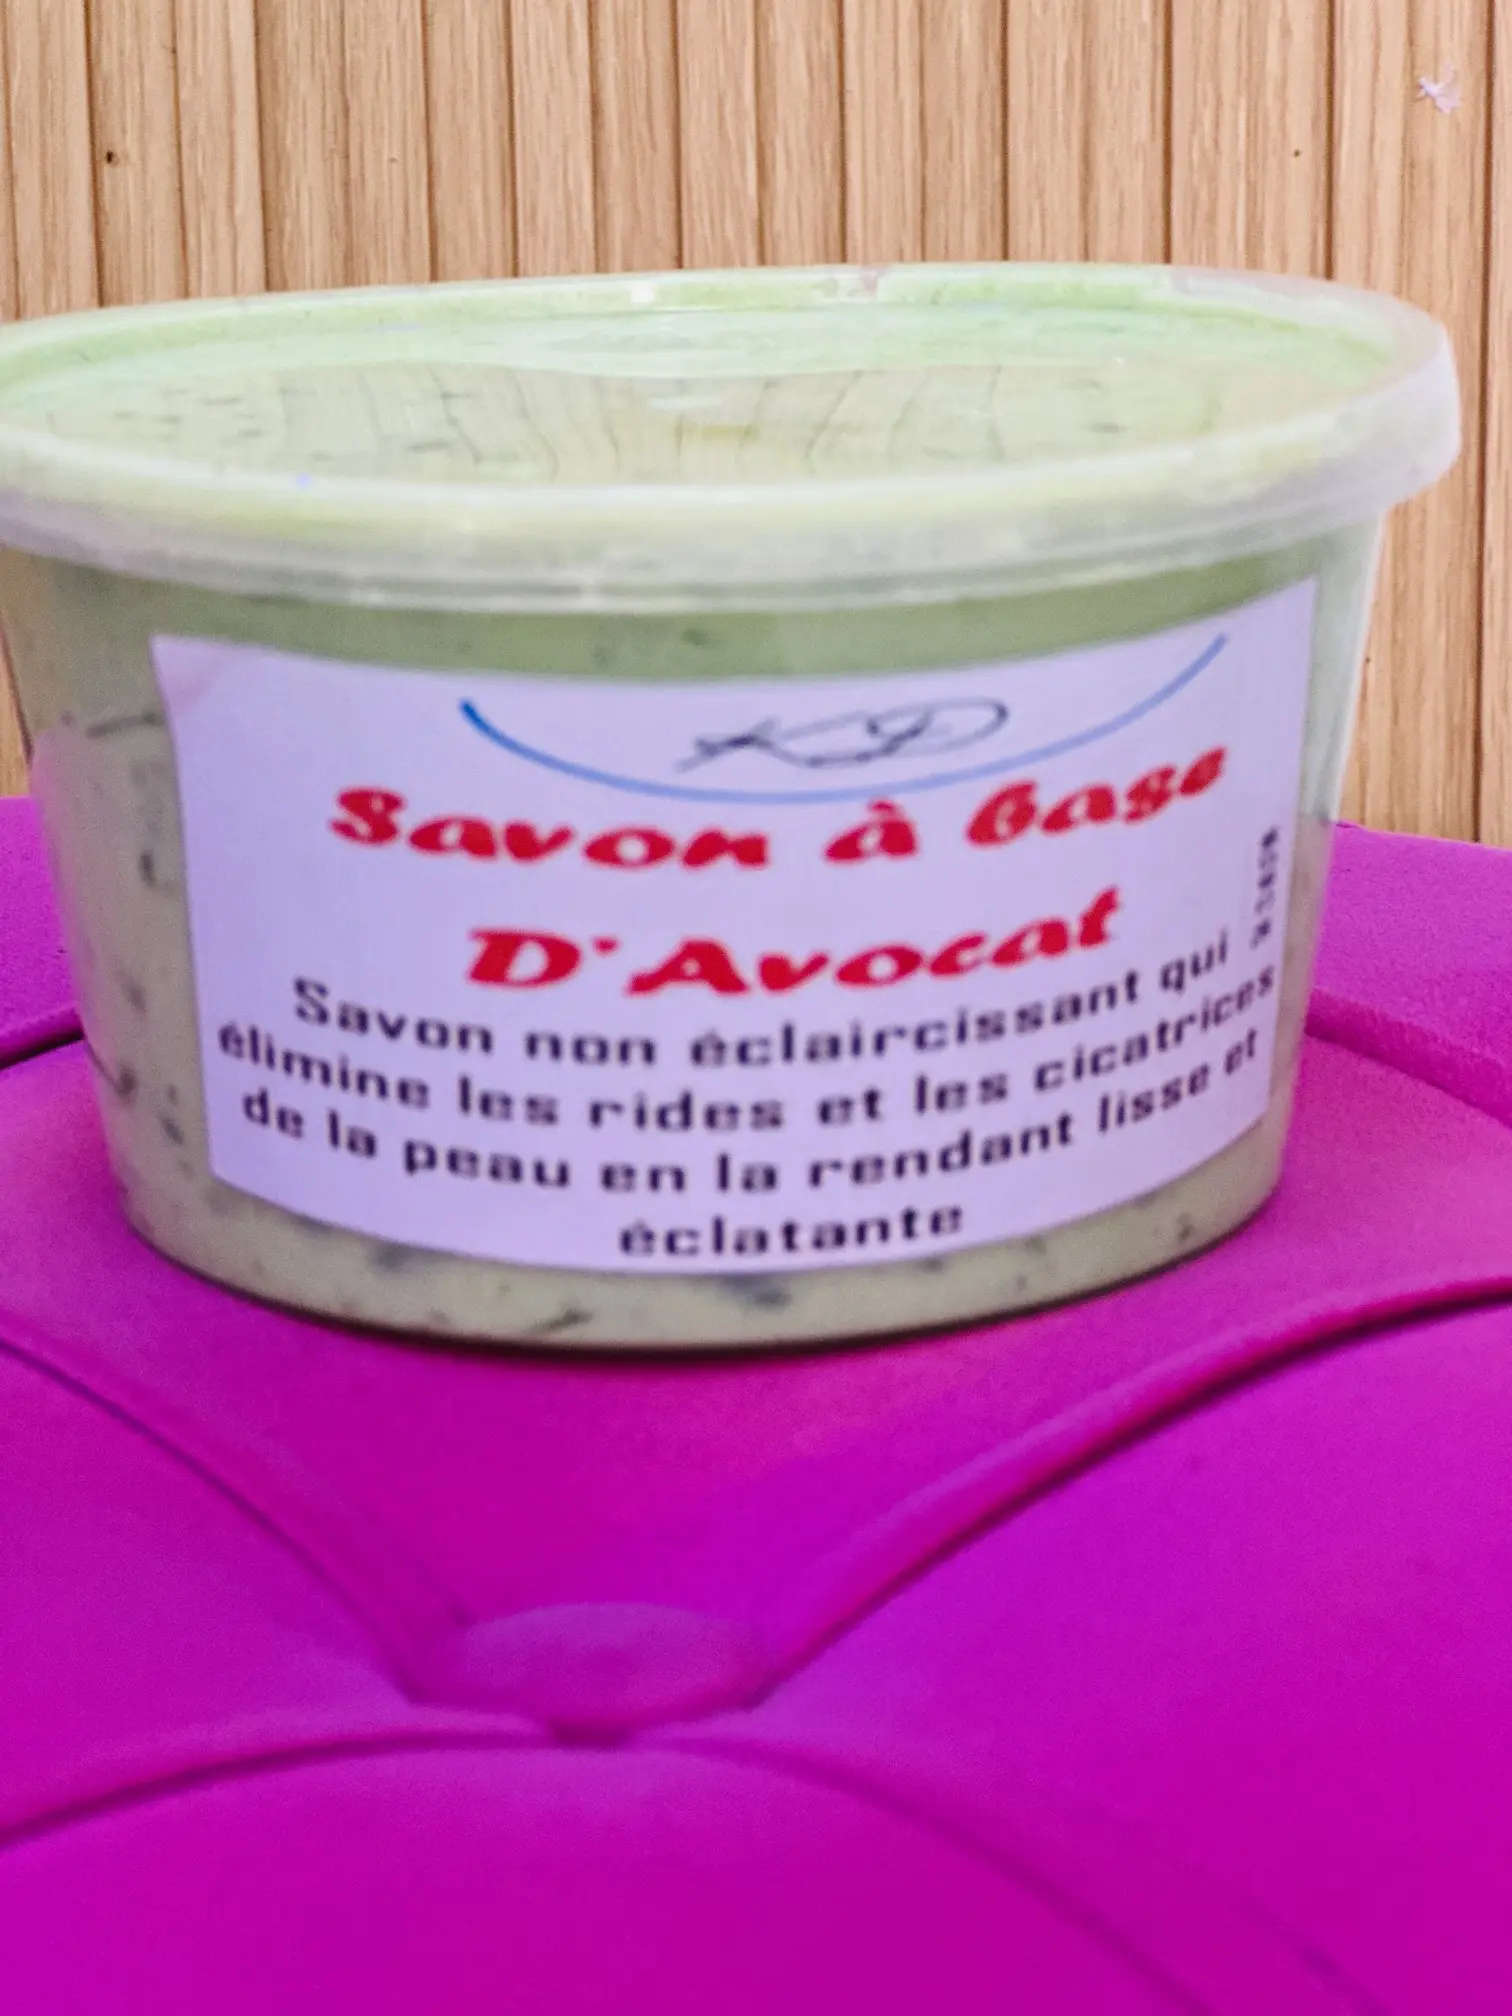 Savon à base
D'Avocat
Savon non éclaircissant qui
élimine les rides et les cicatrices
de la peau en la rendant lisse et
éclatante